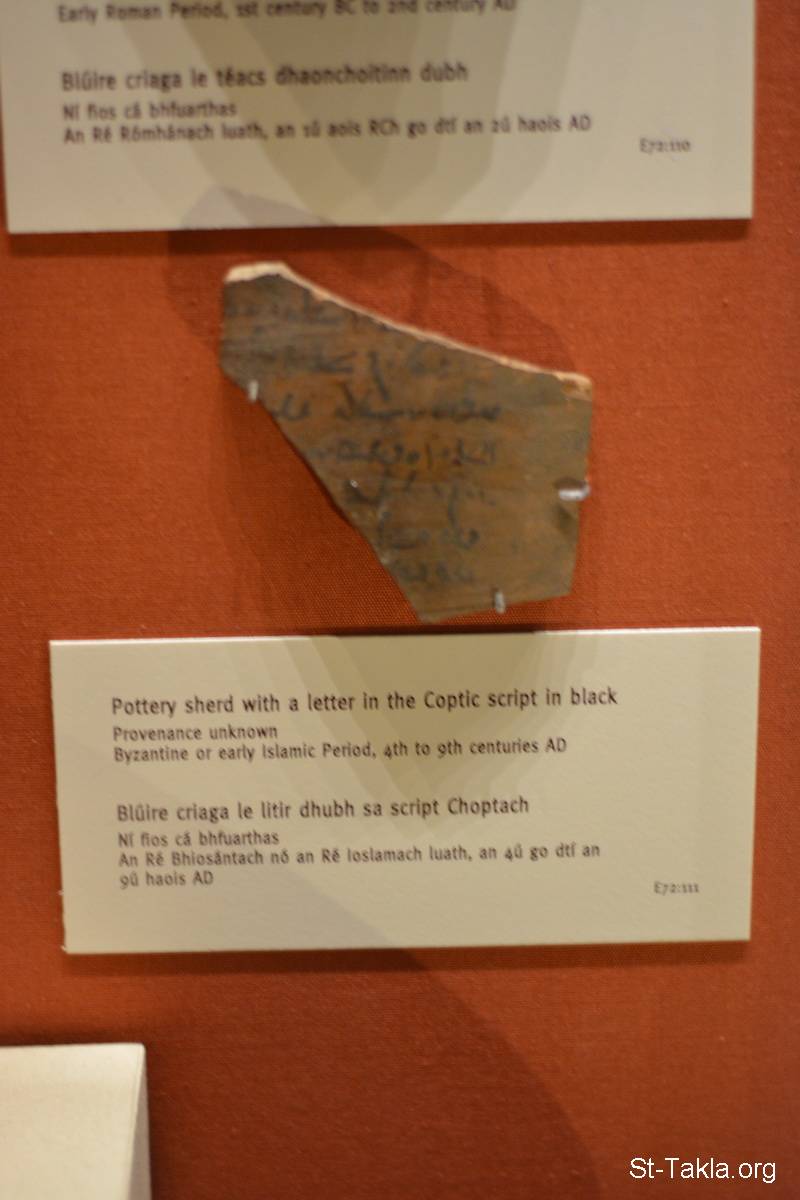 Early Roman Period, 1st century BC to 2nd century AD
Blúire criaga le téacs dhaonchoitinn dubh
Ní fios cá bhfuarthas
An Ré Rómhánach luath, an 1ú aois RCh go dtí an 2ú haois AD
E72:110
Pottery sherd with a letter in the Coptic script in black
Provenance unknown
Byzantine or early Islamic Period, 4th to 9th centuries AD
Blúire criaga le litir dhubh sa script Choptach
Ní fios cá bhfuarthas
An Ré Bhiosántach nó an Ré Ioslamach luath, an 4ú go dtí an
9ú haois AD
E72:111
St-Takla.org